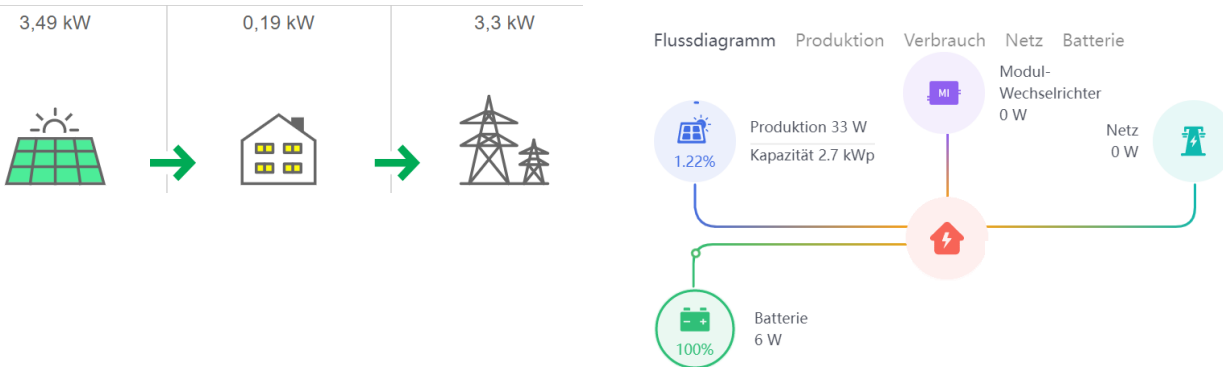 3,49 kW
0,19 kW
3,3 kW
Flussdiagramm Produktion Verbrauch Netz Batterie
MI
Modul-
Wechselrichter
0 W
1.22%
Produktion 33 W
Kapazität 2.7 kWp
Netz
0 W
100%
Batterie
6 W